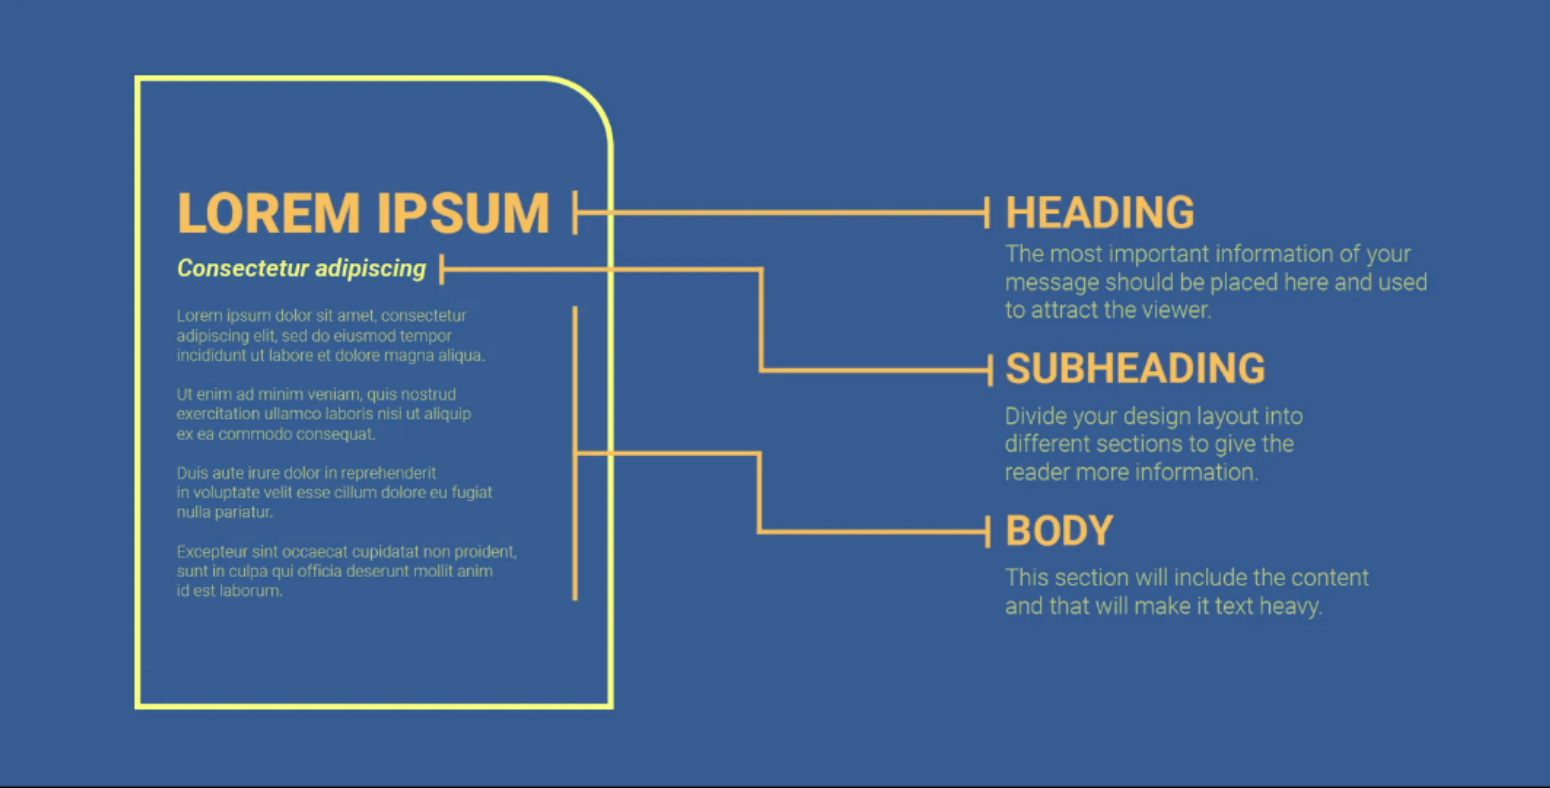 LOREM IPSUM
Consectetur adipiscing
Lorem ipsum dolor sit amet, consectetur
adipiscing elit, sed do eiusmod tempor
incididunt ut labore et dolore magna aliqua.
Ut enim ad minim veniam, quis nostrud
exercitation ullamco laboris nisi ut aliquip
ex ea commodo consequat.
Duis aute irure dolor in reprehenderit
in voluptate velit esse cillum dolore eu fugiat
nulla pariatur.
Excepteur sint occaecat cupidatat non proident,
sunt in culpa qui officia deserunt mollit anim
id est laborum.
HEADING
The most important information of your
message should be placed here and used
to attract the viewer.
SUBHEADING
Divide your design layout into
different sections to give the
reader more information.
BODY
This section will include the content
and that will make it text heavy.